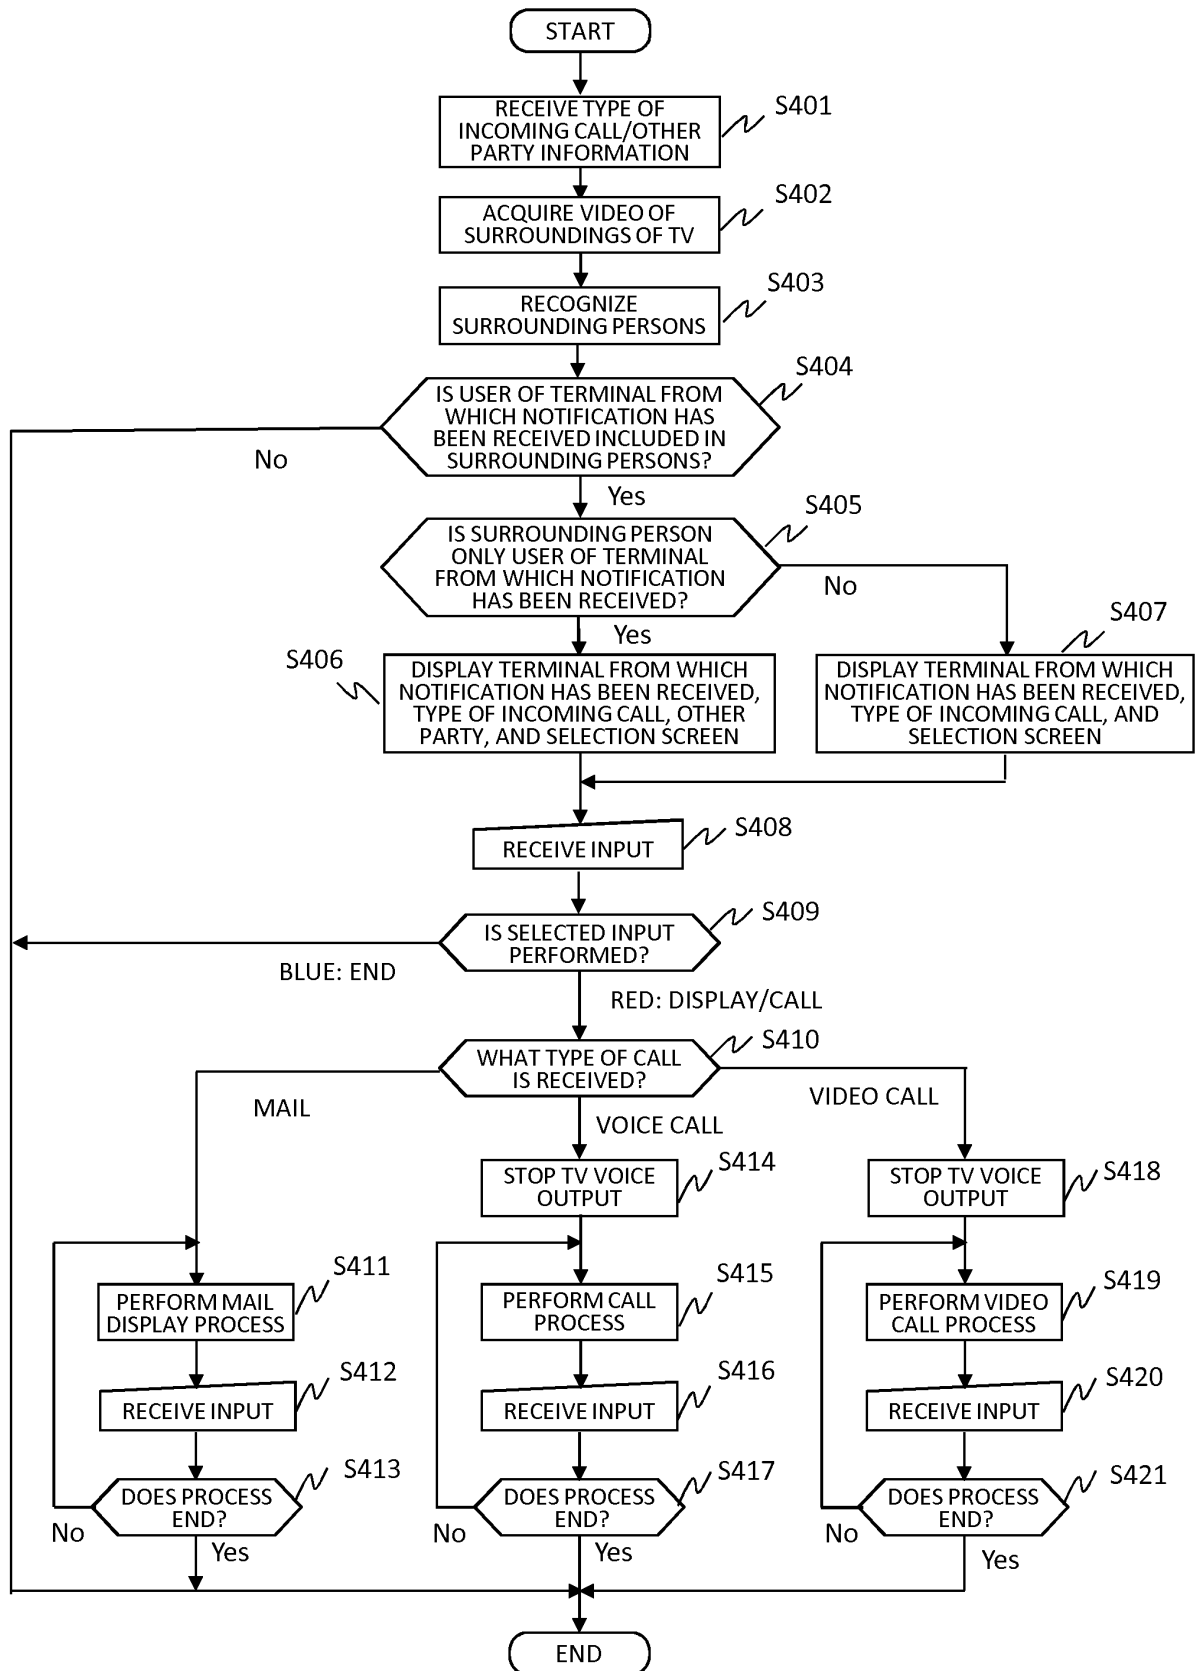 START
RECEIVE TYPE OF
INCOMING CALL/OTHER
PARTY INFORMATION
S401
ACQUIRE VIDEO OF
SURROUNDINGS OF TV
S402
RECOGNIZE
SURROUNDING PERSONS
S403
IS USER OF TERMINAL FROM
WHICH NOTIFICATION HAS
BEEN RECEIVED INCLUDED IN
SURROUNDING PERSONS?
S404
No
Yes
IS SURROUNDING PERSON
ONLY USER OF TERMINAL
FROM WHICH NOTIFICATION
HAS BEEN RECEIVED?
S405
No
Yes
S406
DISPLAY TERMINAL FROM WHICH
NOTIFICATION HAS BEEN RECEIVED,
TYPE OF INCOMING CALL, OTHER
PARTY, AND SELECTION SCREEN
S407
DISPLAY TERMINAL FROM WHICH
NOTIFICATION HAS BEEN RECEIVED,
TYPE OF INCOMING CALL, AND
SELECTION SCREEN
RECEIVE INPUT
S408
IS SELECTED INPUT
PERFORMED?
S409
BLUE: END
RED: DISPLAY/CALL
WHAT TYPE OF CALL
IS RECEIVED?
S410
MAIL
VOICE CALL
VIDEO CALL
STOP TV VOICE
OUTPUT
S414
STOP TV VOICE
OUTPUT
S418
PERFORM MAIL
DISPLAY PROCESS
S411
PERFORM CALL
PROCESS
S415
PERFORM VIDEO
CALL PROCESS
S419
RECEIVE INPUT
S412
RECEIVE INPUT
S416
RECEIVE INPUT
S420
DOES PROCESS
END?
S413
No
Yes
DOES PROCESS
END?
S417
No
Yes
DOES PROCESS
END?
S421
No
Yes
END